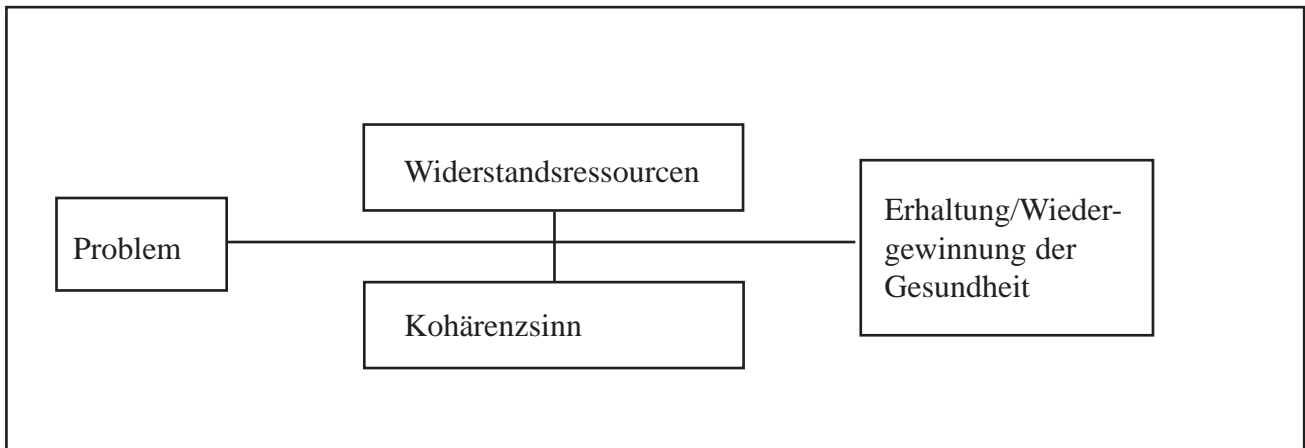 Widerstandsressourcen
Problem
Erhaltung/Wieder-
gewinnung der
Gesundheit
Kohärenzsinn